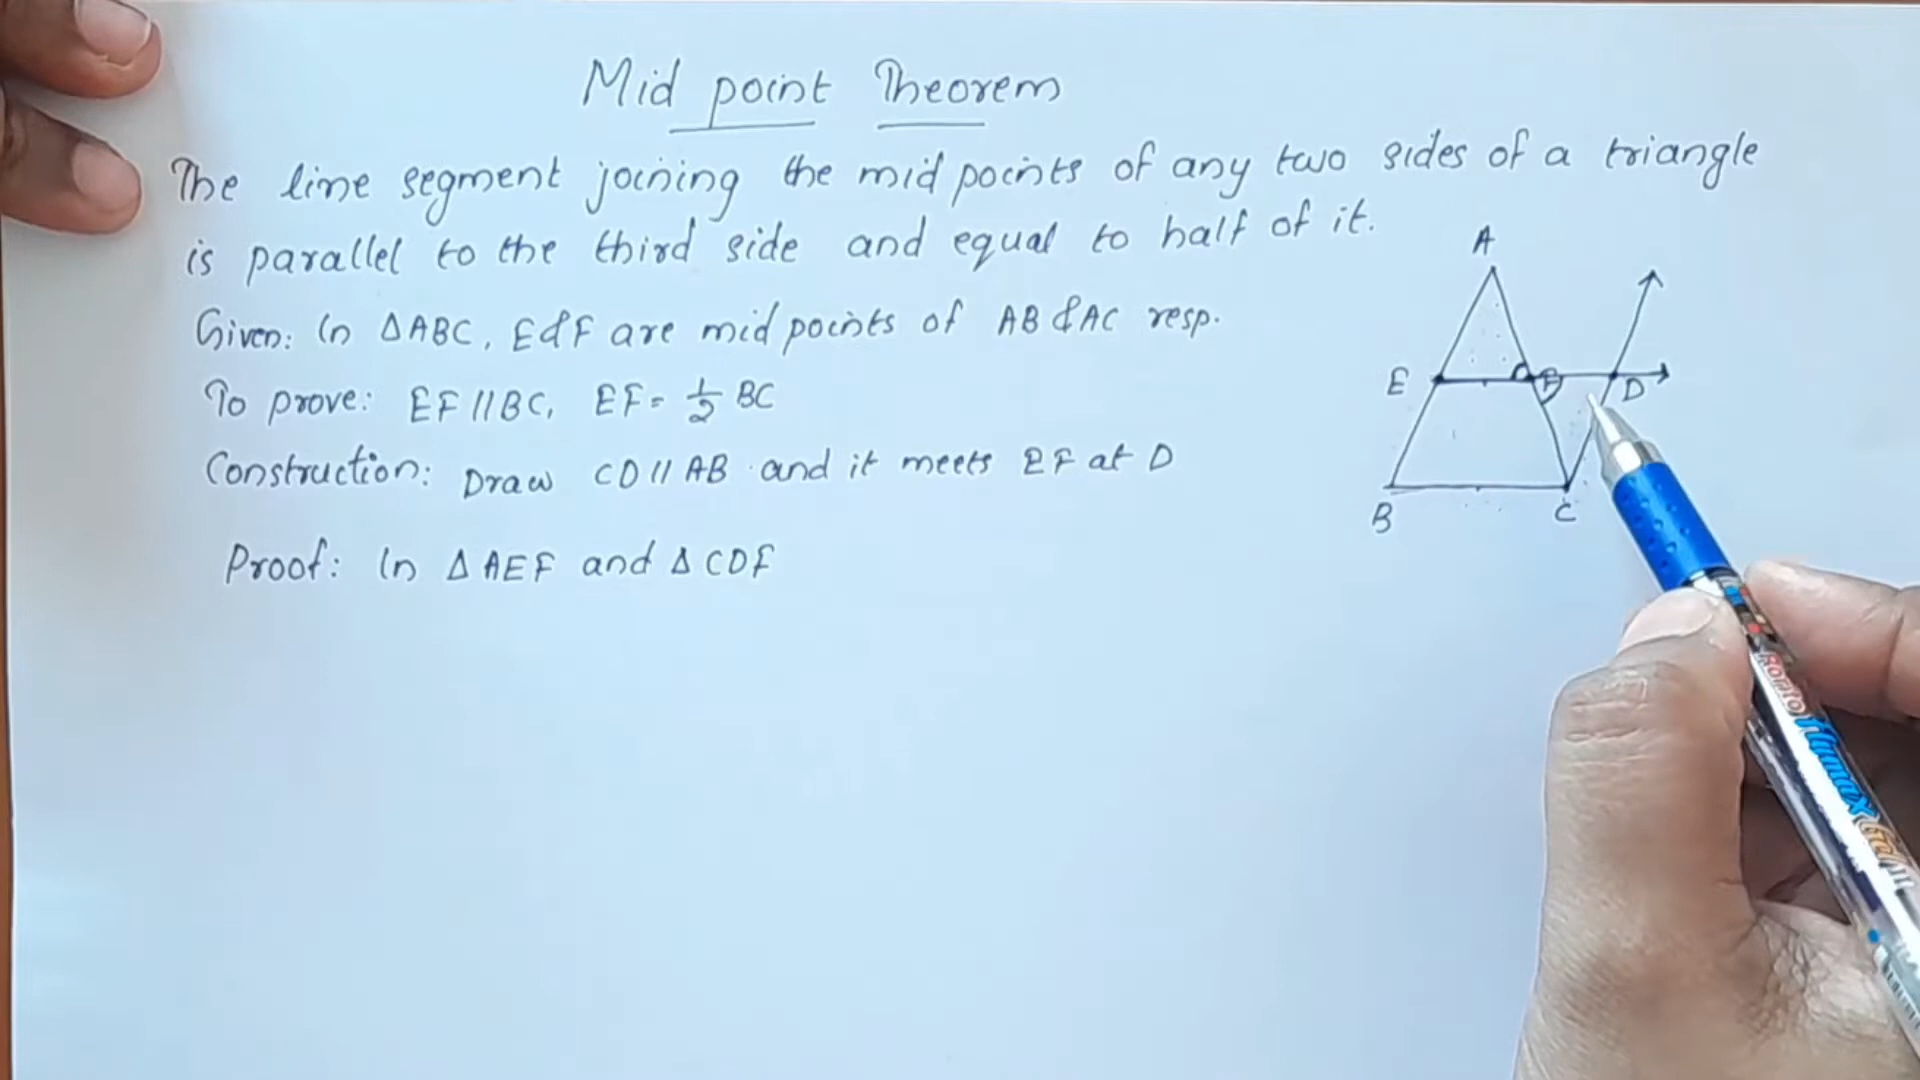 Mid point Theorem
The line segment joining the mid points of any two sides of a triangle
is parallel to the third side and equal to half of it.
Given: In ΔABC, E&F are mid points of AB & AC resp.
To prove: EF // BC, EF = 1/2 BC
Construction: Draw CD // AB and it meets EF at D
Proof: In ΔAEF and ΔCDF
A
E F D
B C
Rorito
Flumax
Gel